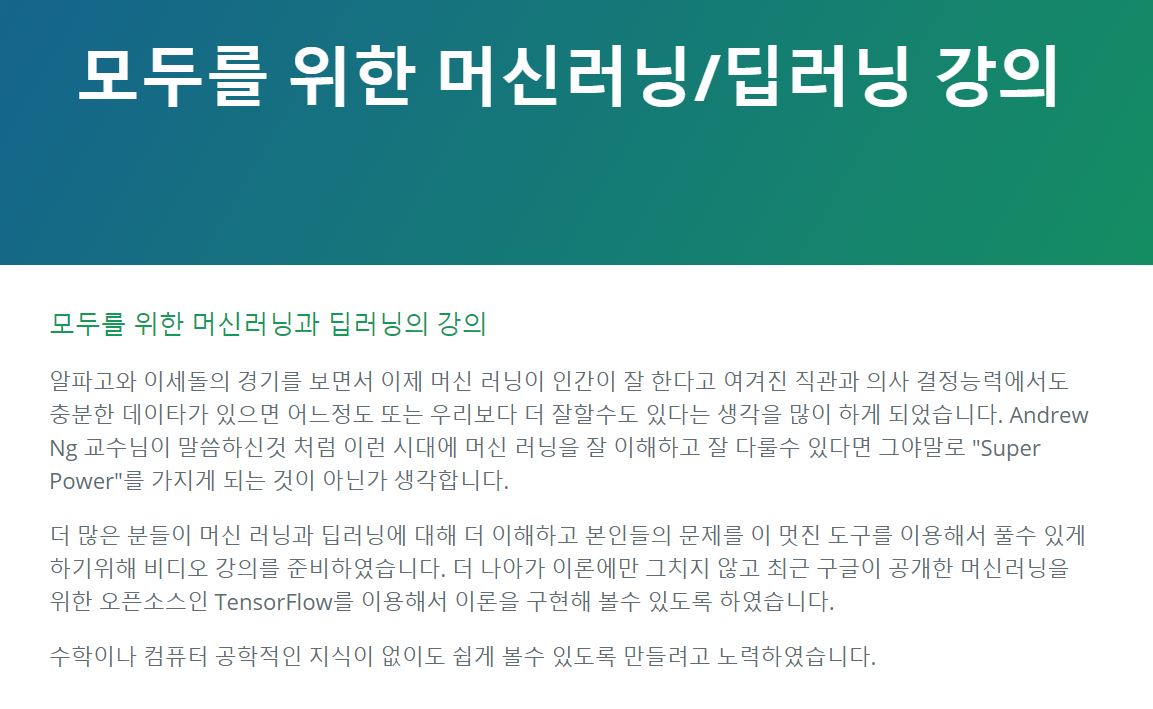 모두를 위한 머신러닝/딥러닝 강의
모두를 위한 머신러닝과 딥러닝의 강의
알파고와 이세돌의 경기를 보면서 이제 머신 러닝이 인간이 잘 한다고 여겨진 직관과 의사 결정능력에서도
충분한 데이타가 있으면 어느정도 또는 우리보다 더 잘할수도 있다는 생각을 많이 하게 되었습니다. Andrew
Ng 교수님이 말씀하신것 처럼 이런 시대에 머신 러닝을 잘 이해하고 잘 다룰수 있다면 그야말로 "Super
Power"를 가지게 되는 것이 아닌가 생각합니다.
더 많은 분들이 머신 러닝과 딥러닝에 대해 더 이해하고 본인들의 문제를 이 멋진 도구를 이용해서 풀수 있게
하기위해 비디오 강의를 준비하였습니다. 더 나아가 이론에만 그치지 않고 최근 구글이 공개한 머신러닝을
위한 오픈소스인 TensorFlow를 이용해서 이론을 구현해 볼수 있도록 하였습니다.
수학이나 컴퓨터 공학적인 지식이 없이도 쉽게 볼수 있도록 만들려고 노력하였습니다.